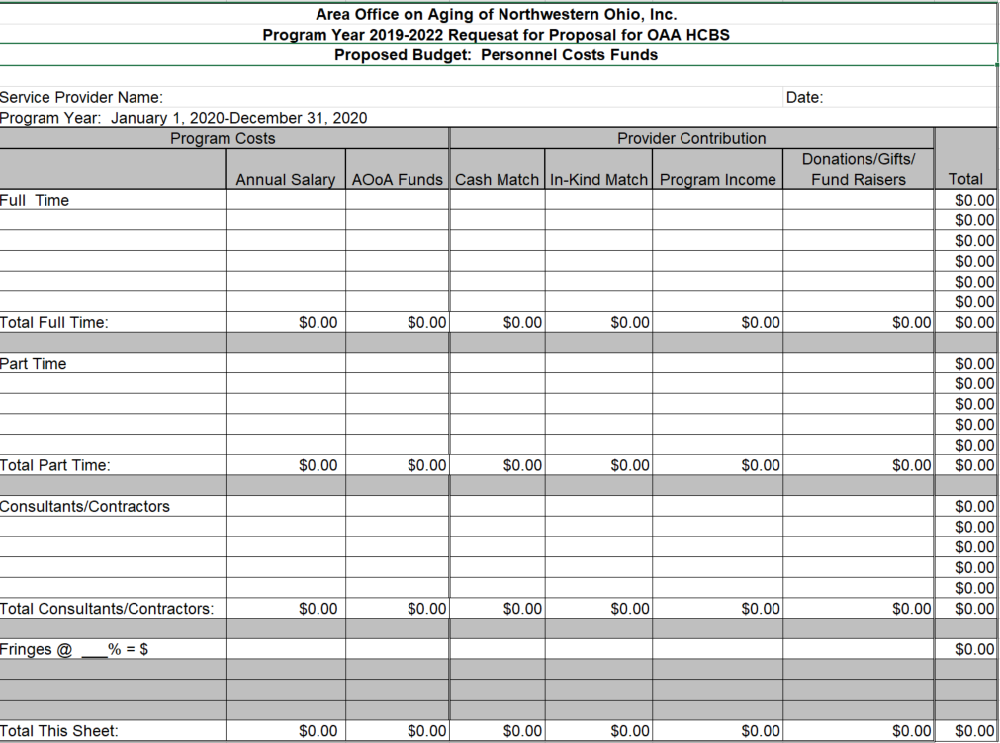 Area Office on Aging of Northwestern Ohio, Inc.
Program Year 2019-2022 Requesat for Proposal for OAA HCBS
Proposed Budget: Personnel Costs Funds
Service Provider Name: Date:
Program Year: January 1, 2020-December 31, 2020
Program Costs Provider Contribution
Annual Salary AOoA Funds Cash Match In-Kind Match Program Income Donations/Gifts/ Fund Raisers Total
Full Time $0.00
$0.00
$0.00
$0.00
$0.00
$0.00
Total Full Time: $0.00 $0.00 $0.00 $0.00 $0.00 $0.00 $0.00
Part Time $0.00
$0.00
$0.00
$0.00
$0.00
Total Part Time: $0.00 $0.00 $0.00 $0.00 $0.00 $0.00 $0.00
Consultants/Contractors $0.00
$0.00
$0.00
$0.00
$0.00
Total Consultants/Contractors: $0.00 $0.00 $0.00 $0.00 $0.00 $0.00 $0.00
Fringes @ ___% = $ $0.00
Total This Sheet: $0.00 $0.00 $0.00 $0.00 $0.00 $0.00 $0.00